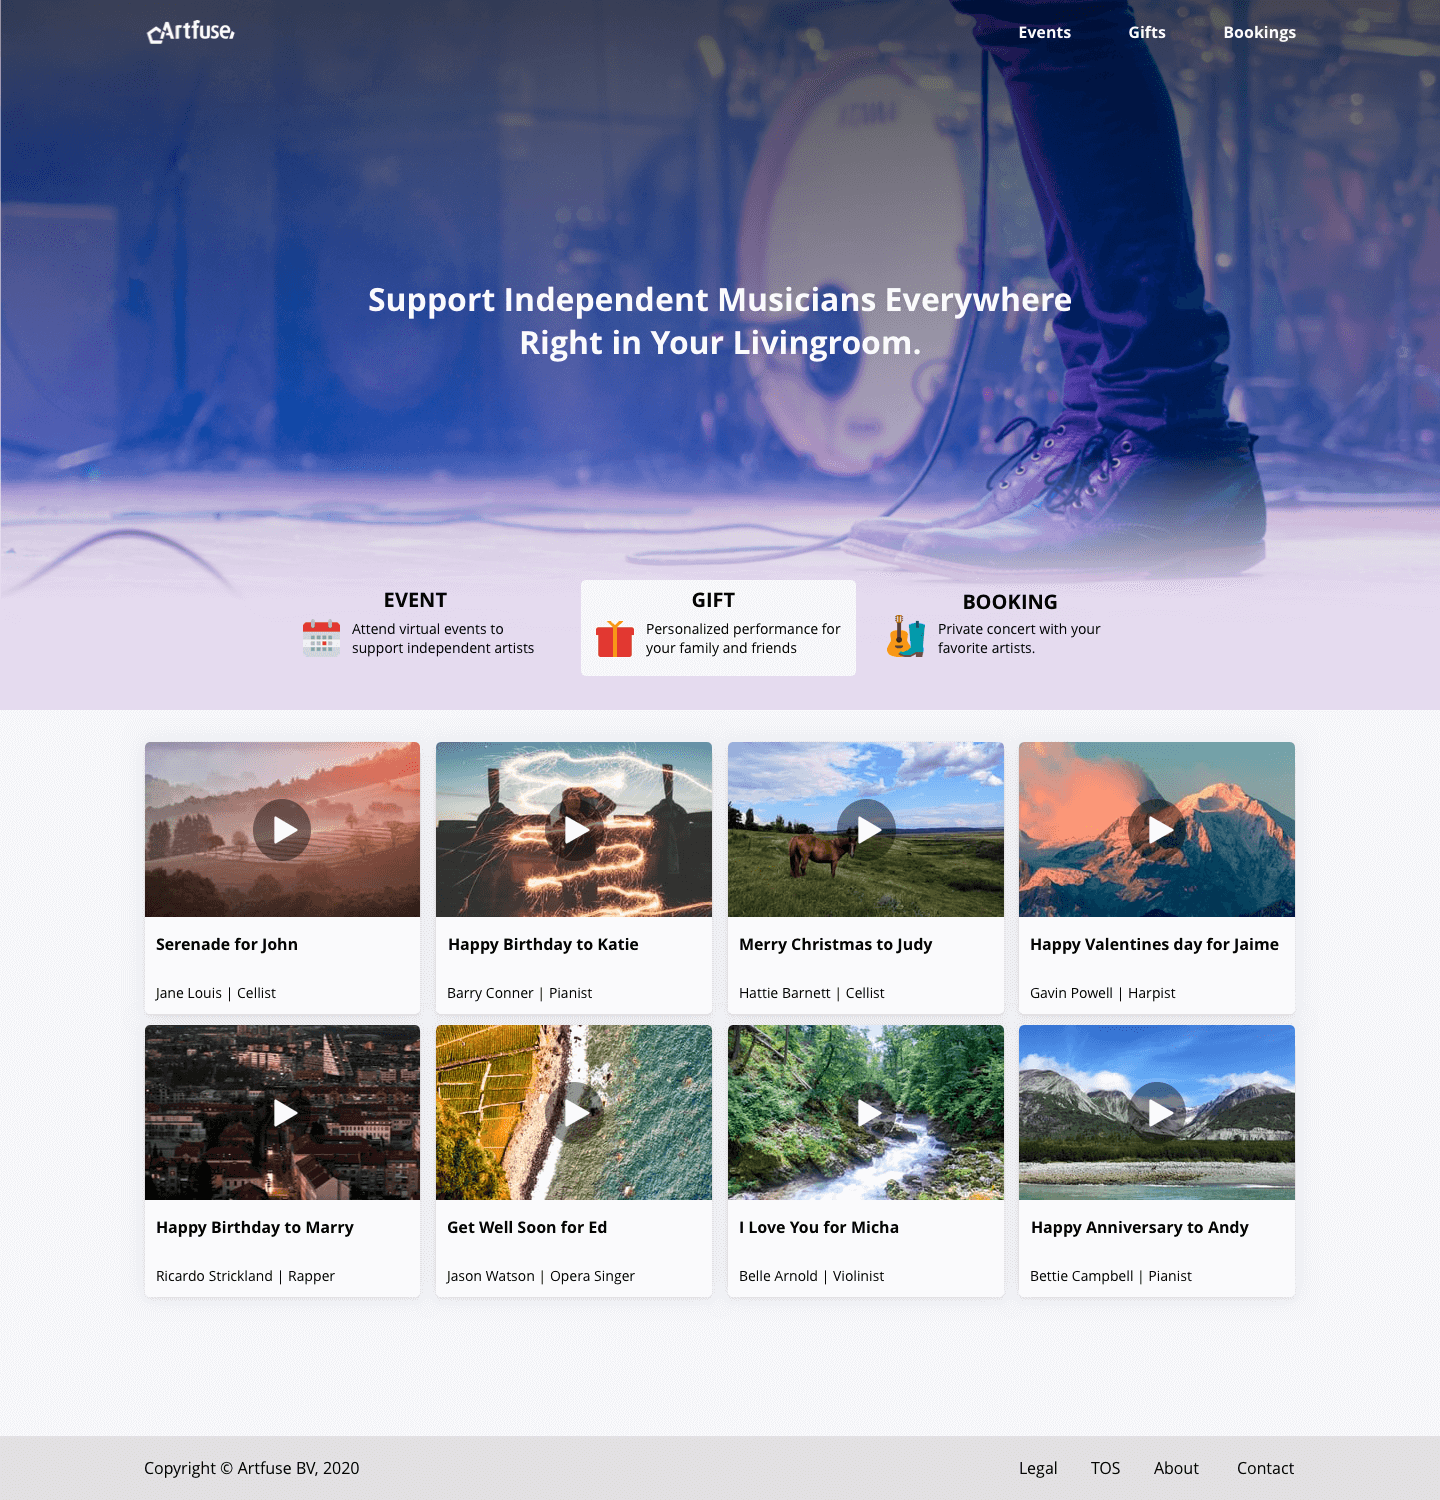 Artfuse
Events
Gifts
Bookings
Support Independent Musicians Everywhere
Right in Your Livingroom.
EVENT
Attend virtual events to
support independent artists
GIFT
Personalized performance for
your family and friends
BOOKING
Private concert with your
favorite artists.
Serenade for John
Jane Louis | Cellist
Happy Birthday to Katie
Barry Conner | Pianist
Merry Christmas to Judy
Hattie Barnett | Cellist
Happy Valentines day for Jaime
Gavin Powell | Harpist
Happy Birthday to Marry
Ricardo Strickland | Rapper
Get Well Soon for Ed
Jason Watson | Opera Singer
I Love You for Micha
Belle Arnold | Violinist
Happy Anniversary to Andy
Bettie Campbell | Pianist
Copyright © Artfuse BV, 2020
Legal
TOS
About
Contact